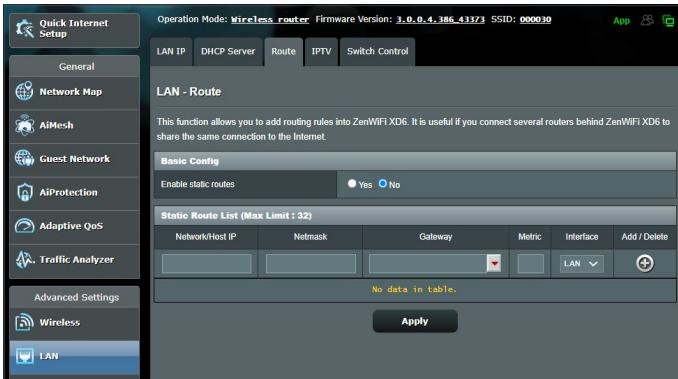 Quick Internet
Setup
Operation Mode: Wireless router Firmware Version: 3.0.0.4.386_43373 SSID: 000030
App
LAN IP DHCP Server Route IPTV Switch Control
General
Network Map
AiMesh
Guest Network
AiProtection
Adaptive QoS
Traffic Analyzer
Advanced Settings
Wireless
LAN
LAN - Route
This function allows you to add routing rules into ZenWiFi XD6. It is useful if you connect several routers behind ZenWiFi XD6 to
share the same connection to the Internet.
Basic Config
Enable static routes Yes No
Static Route List (Max Limit : 32)
Network/Host IP Netmask Gateway Metric Interface Add / Delete
LAN
No data in table.
Apply